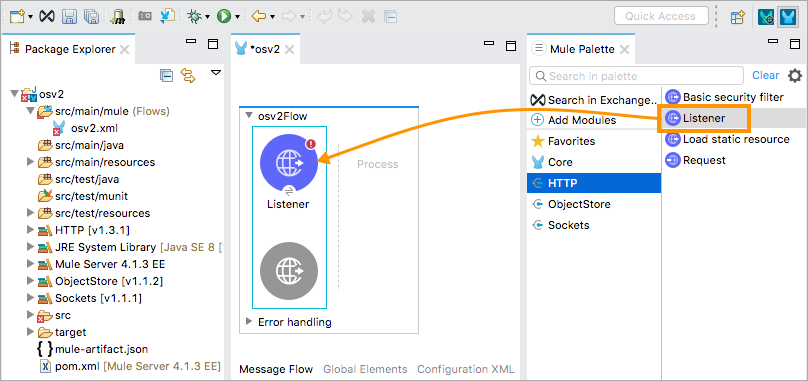 Quick Access
Package Explorer
osv2
src/main/mule (Flows)
osv2.xml
src/main/java
src/main/resources
src/test/java
src/test/munit
src/test/resources
HTTP [v1.3.1]
JRE System Library [Java SE 8 [
Mule Server 4.1.3 EE
ObjectStore [v1.1.2]
Sockets [v1.1.1]
src
target
mule-artifact.json
pom.xml [Mule Server 4.1.3 EE]
*osv2
osv2Flow
Process
Listener
Error handling
Message Flow Global Elements Configuration XML
Mule Palette
Search in palette
Clear
Search in Exchange..
Add Modules
Favorites
Core
HTTP
ObjectStore
Sockets
Basic security filter
Listener
Load static resource
Request